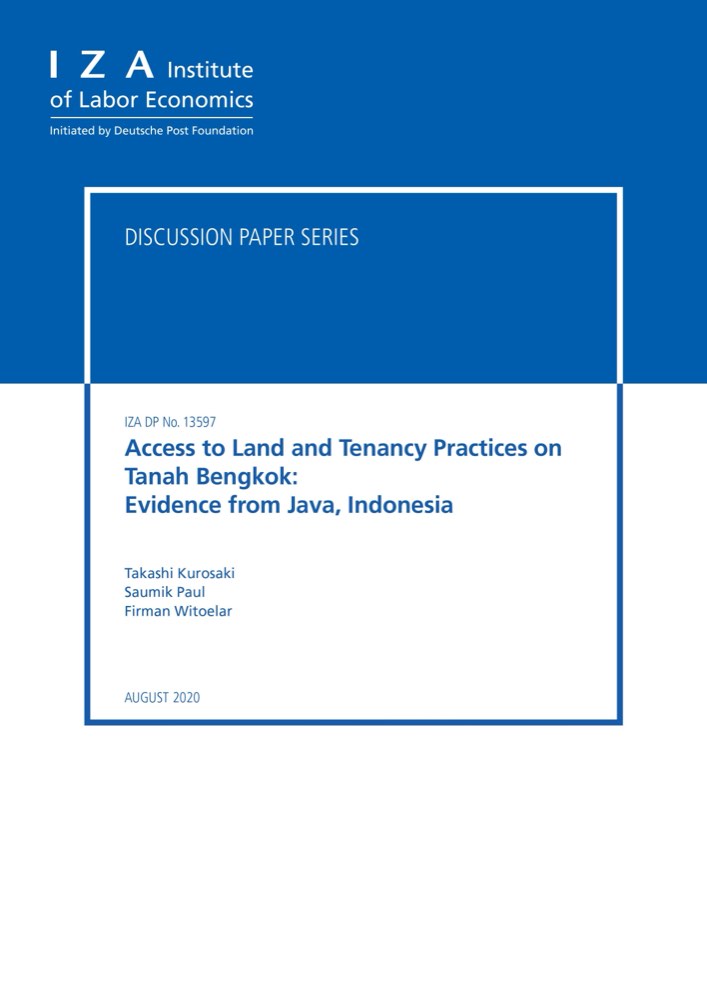 I Z A Institute
of Labor Economics
Initiated by Deutsche Post Foundation
DISCUSSION PAPER SERIES
IZA DP No. 13597
Access to Land and Tenancy Practices on
Tanah Bengkok:
Evidence from Java, Indonesia
Takashi Kurosaki
Saumik Paul
Firman Witoelar
AUGUST 2020